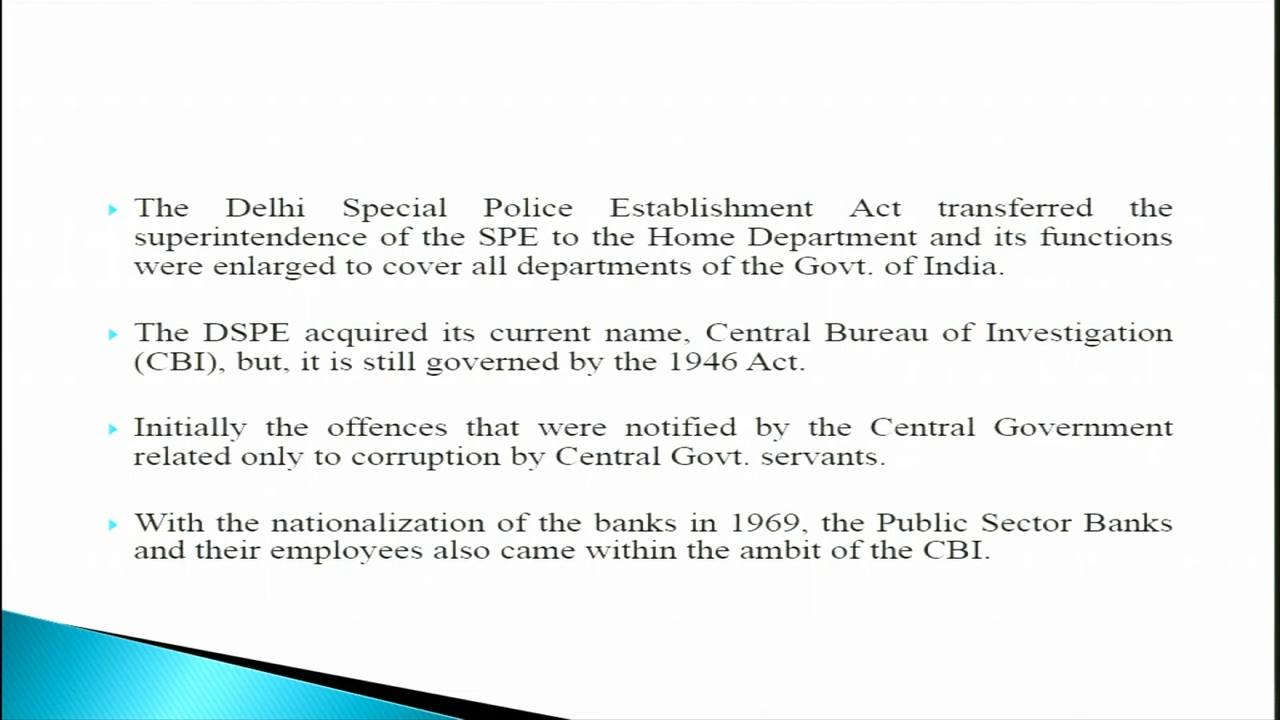 The Delhi Special Police Establishment Act transferred the
superintendence of the SPE to the Home Department and its functions
were enlarged to cover all departments of the Govt. of India.
The DSPE acquired its current name, Central Bureau of Investigation
(CBI), but, it is still governed by the 1946 Act.
Initially the offences that were notified by the Central Government
related only to corruption by Central Govt. servants.
With the nationalization of the banks in 1969, the Public Sector Banks
and their employees also came within the ambit of the CBI.